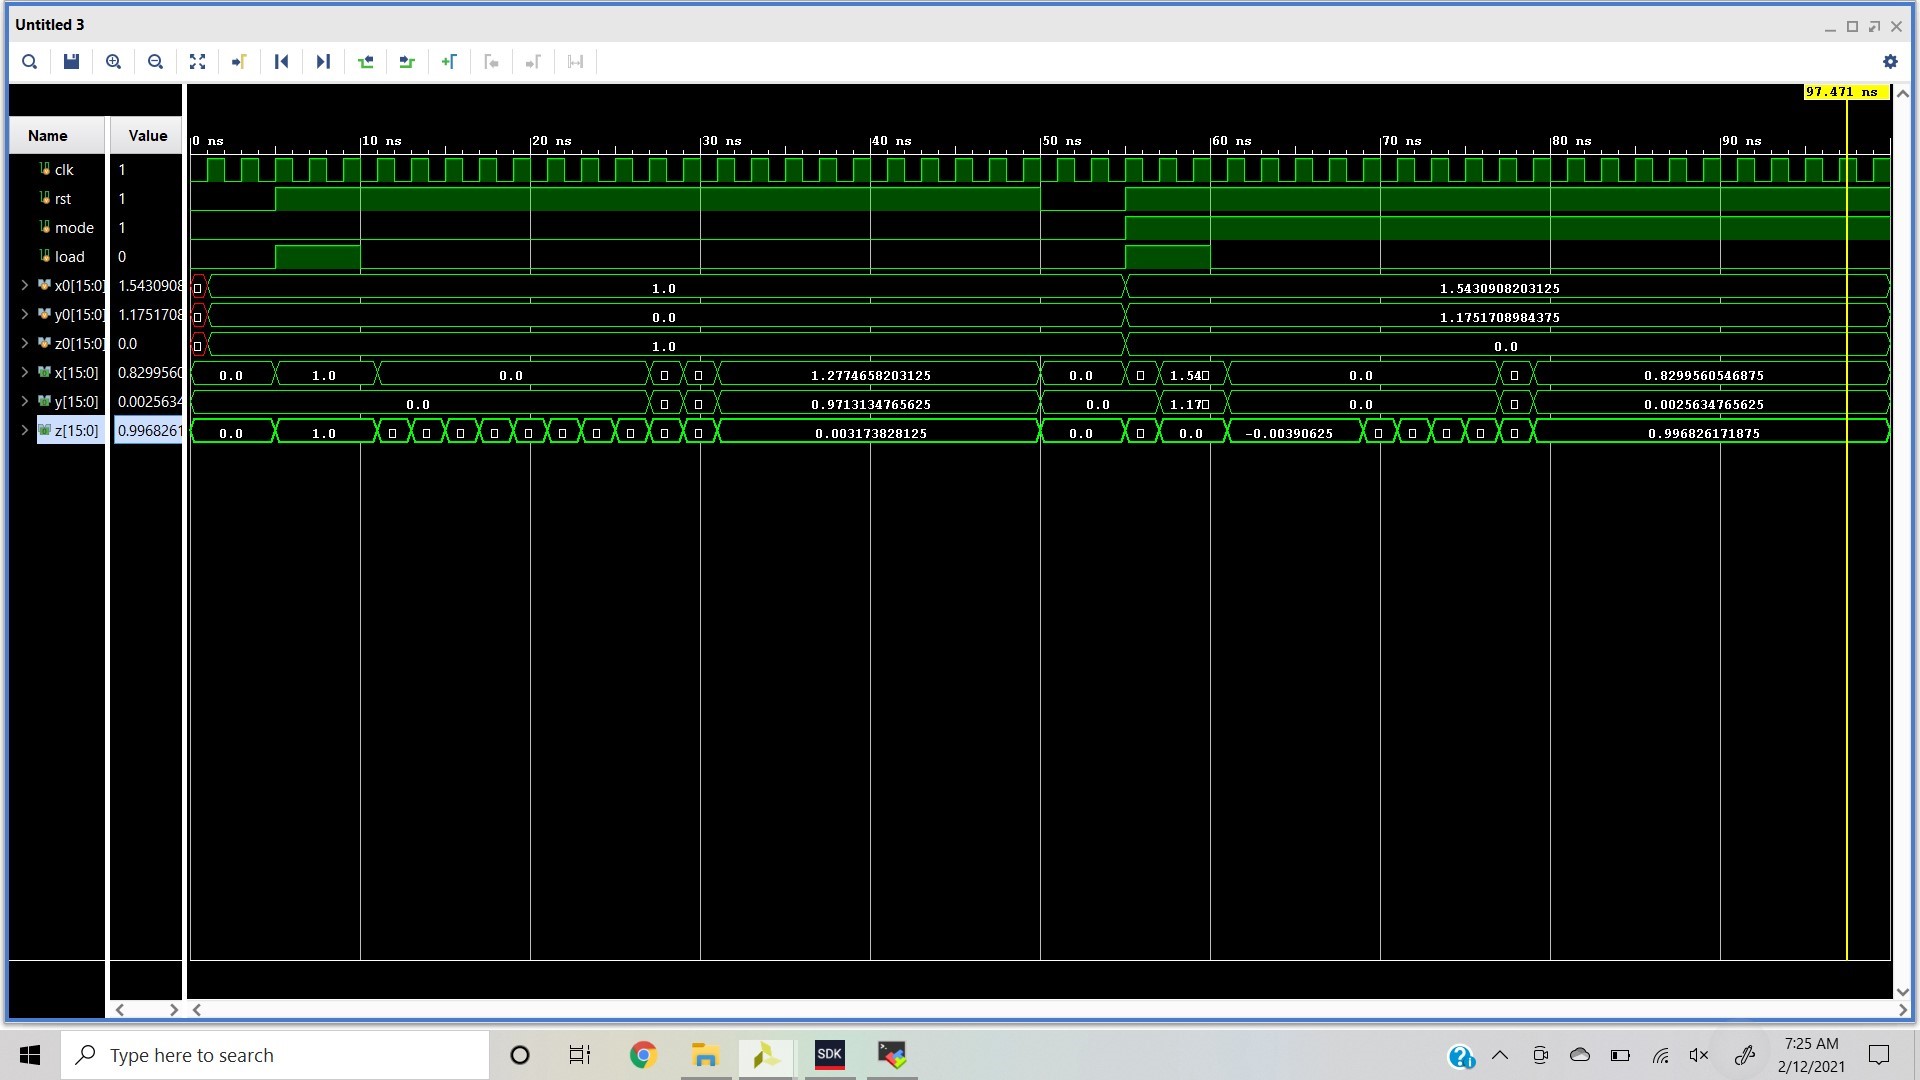 Untitled 3
97.471 ns
Name Value
0 ns 10 ns 20 ns 30 ns 40 ns 50 ns 60 ns 70 ns 80 ns 90 ns
clk 1
rst 1
mode 1
load 0
x0[15:0] 1.5430908 1.0 1.5430908203125
y0[15:0] 1.1751708 0.0 1.1751708984375
z0[15:0] 0.0 1.0 0.0
x[15:0] 0.8299560 0.0 1.0 0.0 1.2774658203125 0.0 1.54 0.0 0.8299560546875
y[15:0] 0.0025634 0.0 0.9713134765625 0.0 1.17 0.0 0.0025634765625
z[15:0] 0.9968261 0.0 1.0 0.003173828125 0.0 0.0 -0.00390625 0.996826171875
Type here to search
SDK
7:25 AM
2/12/2021